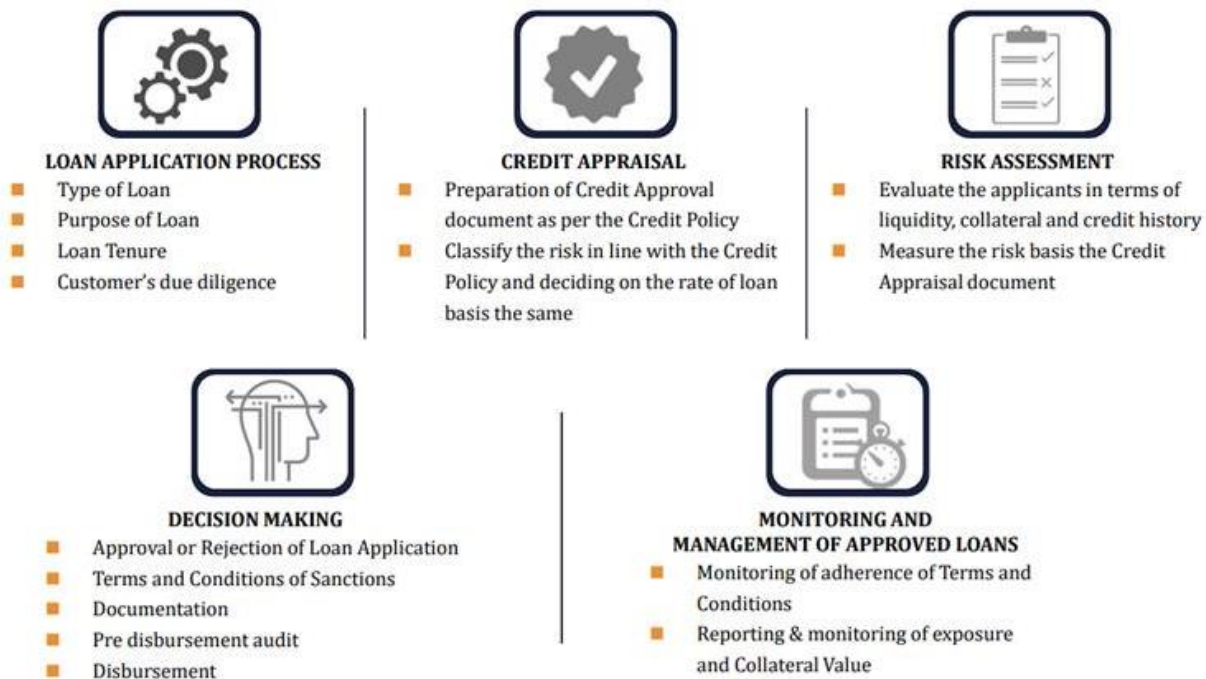 LOAN APPLICATION PROCESS
Type of Loan
Purpose of Loan
Loan Tenure
Customer's due diligence
CREDIT APPRAISAL
Preparation of Credit Approval
document as per the Credit Policy
Classify the risk in line with the Credit
Policy and deciding on the rate of loan
basis the same
RISK ASSESSMENT
Evaluate the applicants in terms of
liquidity, collateral and credit history
Measure the risk basis the Credit
Appraisal document
DECISION MAKING
Approval or Rejection of Loan Application
Terms and Conditions of Sanctions
Documentation
Pre disbursement audit
Disbursement
MONITORING AND
MANAGEMENT OF APPROVED LOANS
Monitoring of adherence of Terms and
Conditions
Reporting & monitoring of exposure
and Collateral Value